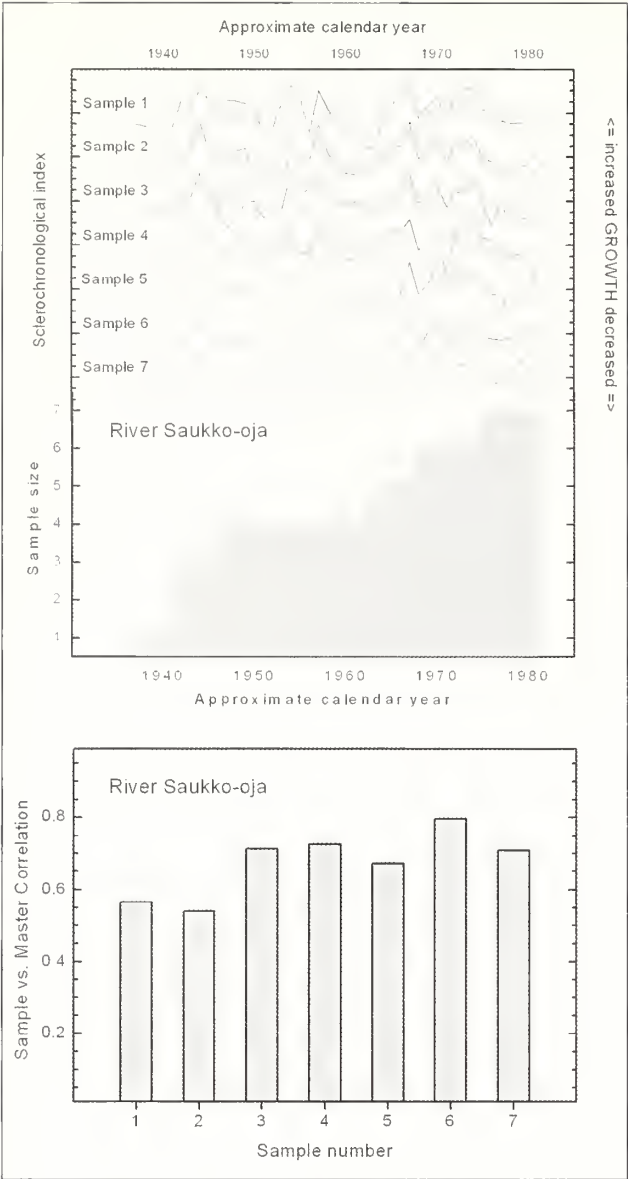 Approximate calendar year
1940 1950 1960 1970 1980
Sclerochronological index
Sample 1
Sample 2
Sample 3
Sample 4
Sample 5
Sample 6
Sample 7
<= increased GROWTH decreased =>
River Saukko-oja
Sample size
7
6
5
4
3
2
1
1940 1950 1960 1970 1980
Approximate calendar year
River Saukko-oja
Sample vs. Master Correlation
0.8
0.6
0 4
0.2
1 2 3 4 5 6 7
Sample number